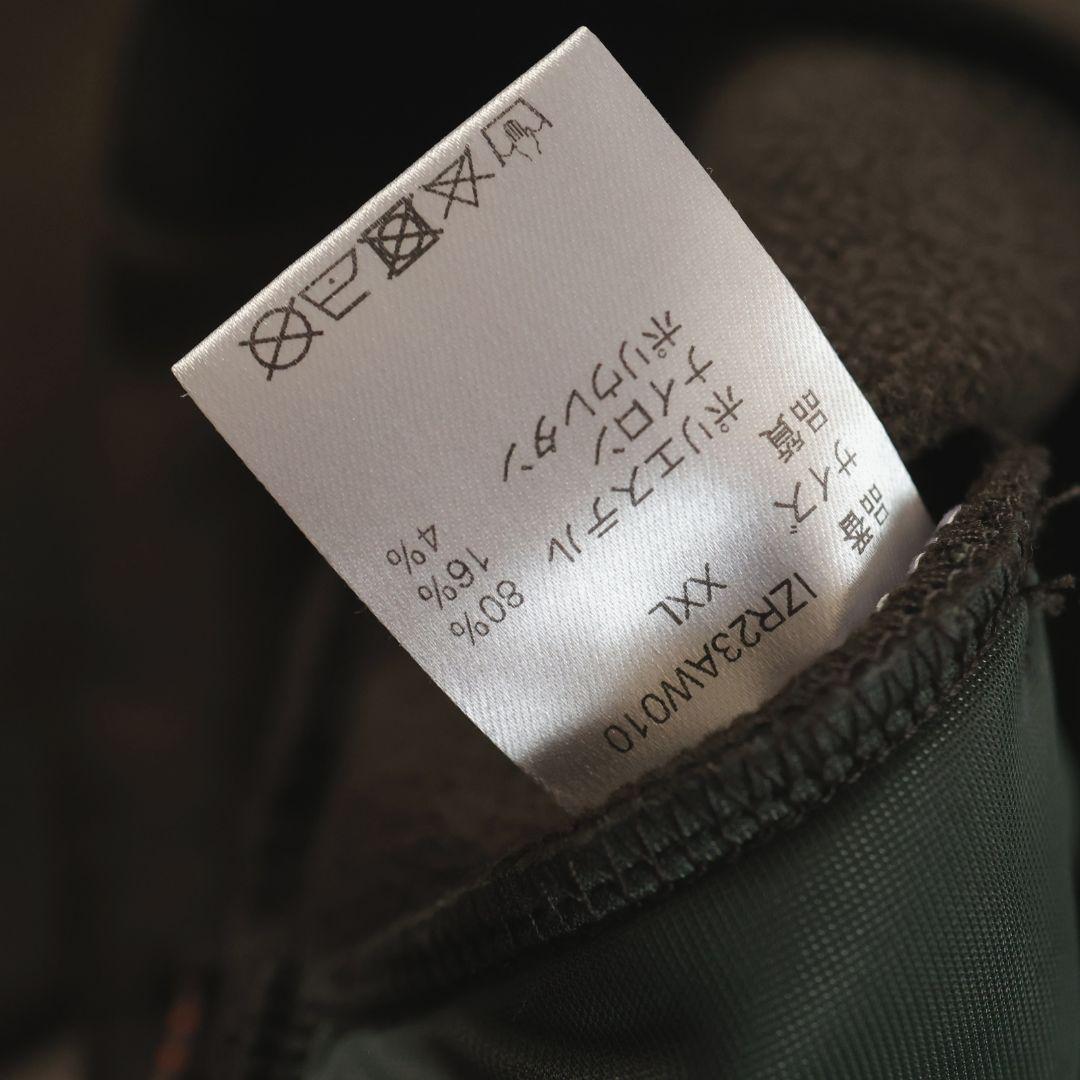 品番 IZR23AW010
サイズ XXL
品質
ポリエステル 80%
ナイロン 16%
ポリウレタン 4%